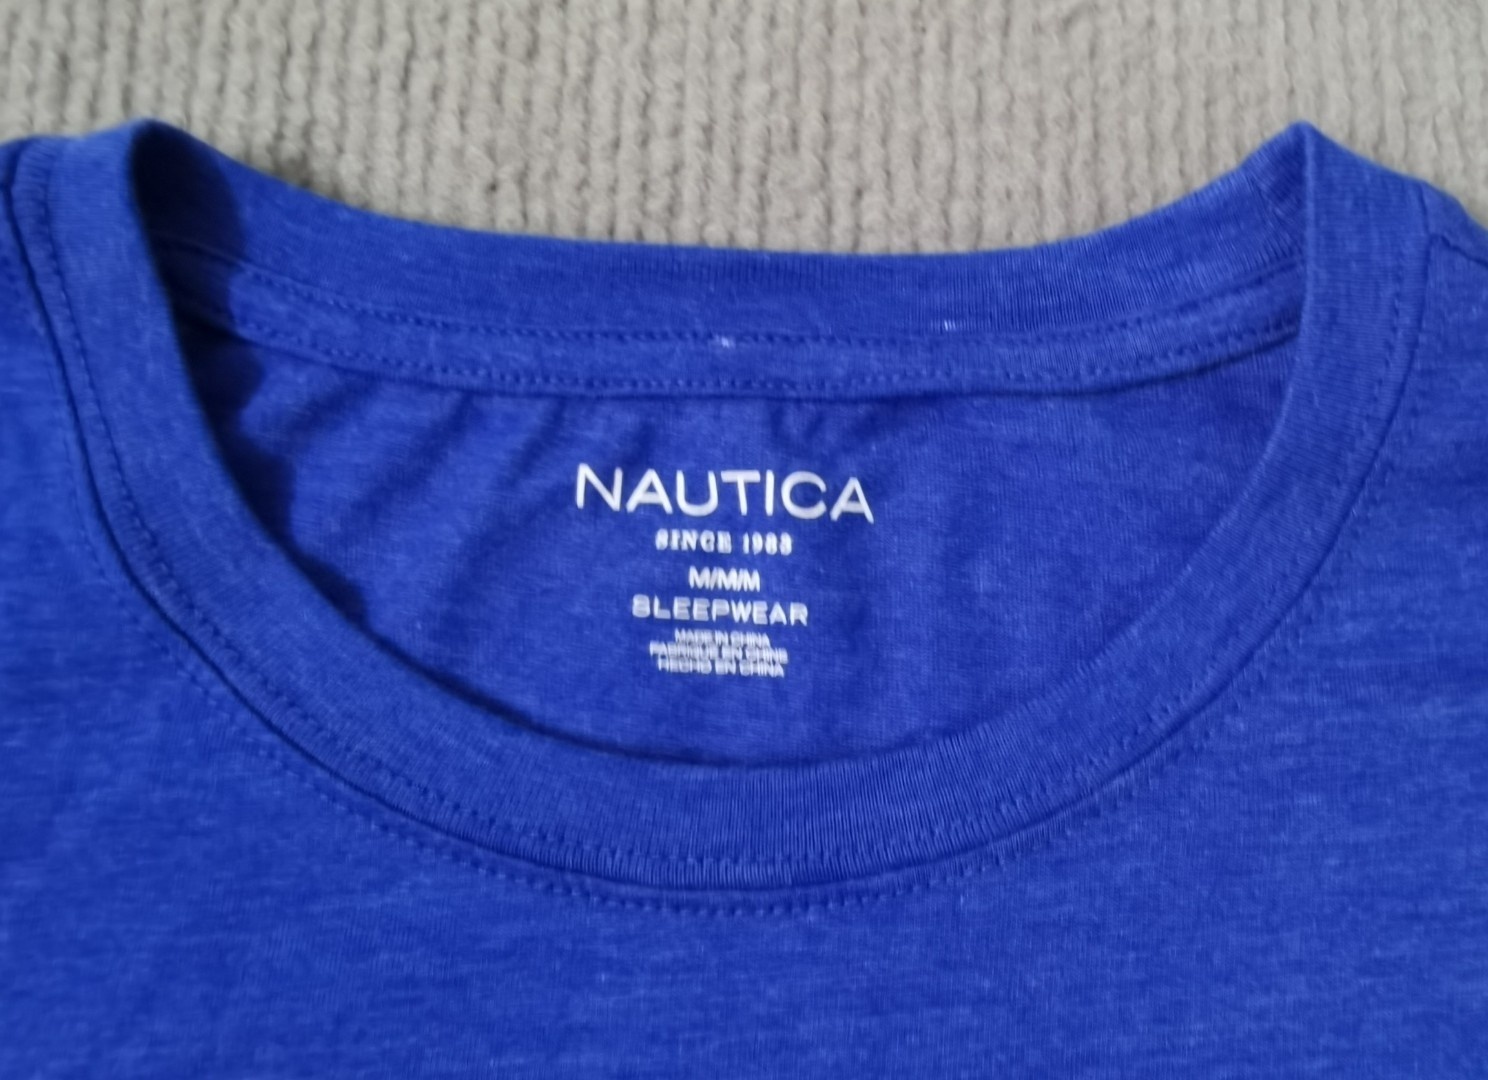 NAUTICA
SINCE 1983
M/M/M
SLEEPWEAR
MADE IN CHINA
FABRIQUE EN CHINE
HECHO EN CHINA